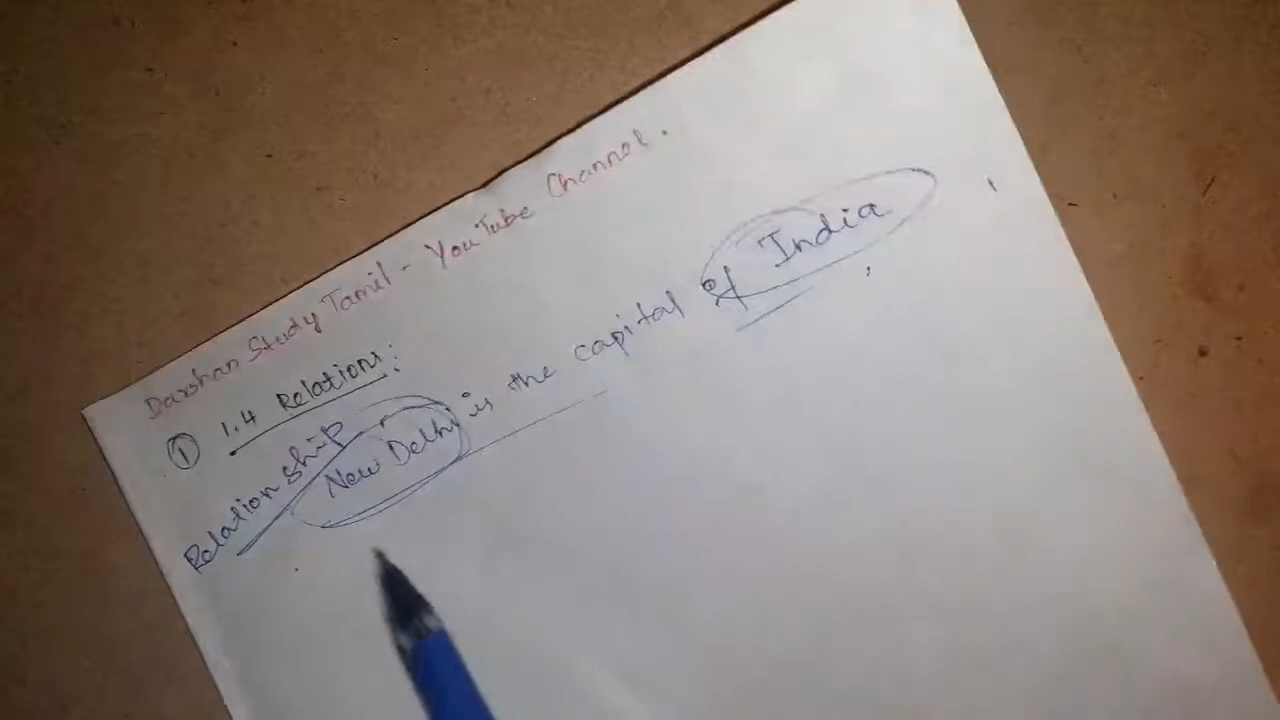 Darshan Study Tamil - YouTube Channel.
① 1.4 Relations:
Relationship
New Delhi is the capital of India